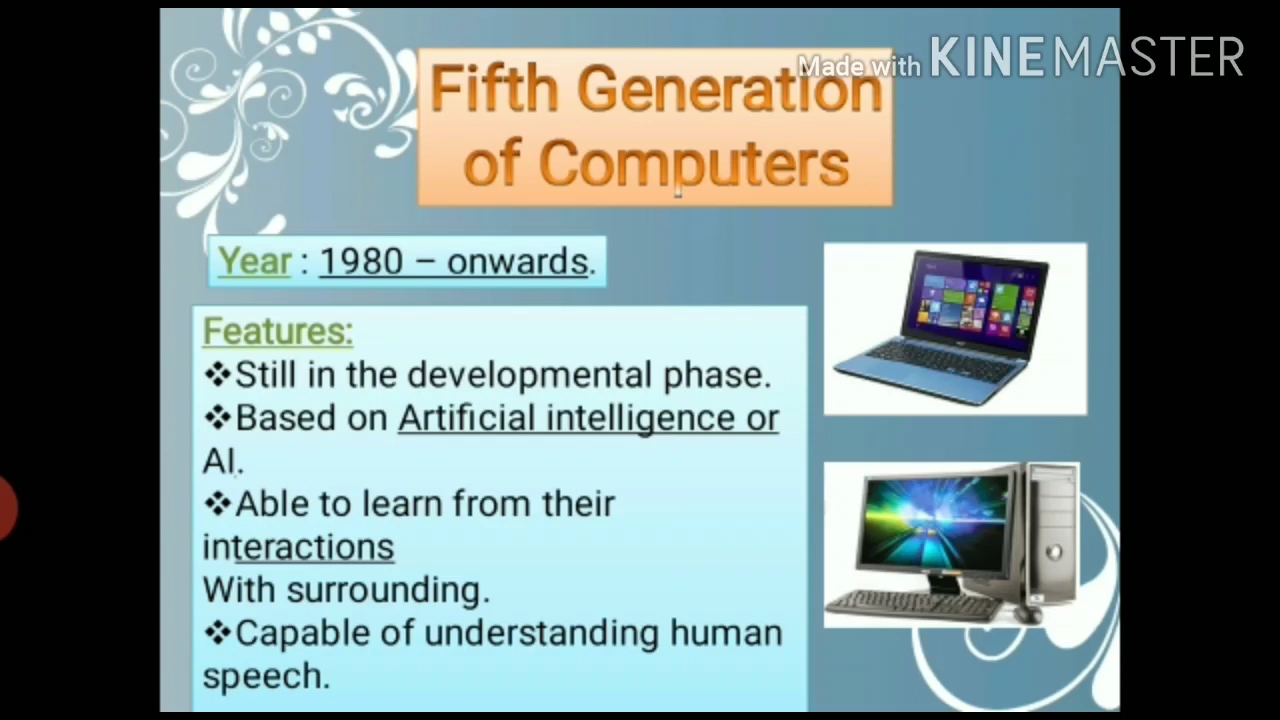 Made with KINEMASTER
Fifth Generation
of Computers
Year : 1980 – onwards.
Features:
❖Still in the developmental phase.
❖Based on Artificial intelligence or
AI.
❖Able to learn from their
interactions
With surrounding.
❖Capable of understanding human
speech.